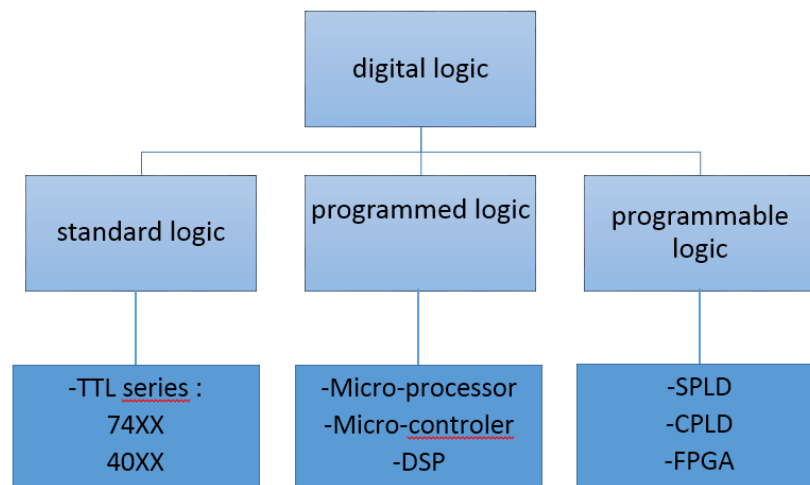 digital logic
standard logic
programmed logic
programmable
logic
-TTL series :
74XX
40XX
-Micro-processor
-Micro-controler
-DSP
-SPLD
-CPLD
-FPGA